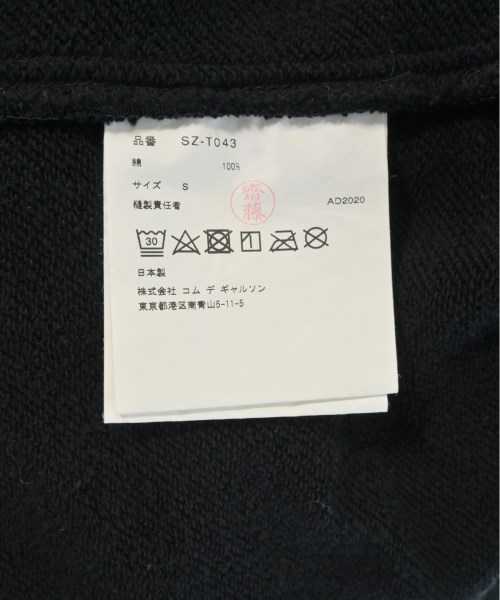 品番 SZ-T043
綿 100%
サイズ S
縫製責任者 齋藤 AD2020
30
日本製
株式会社 コム デ ギャルソン
東京都港区南青山5-11-5